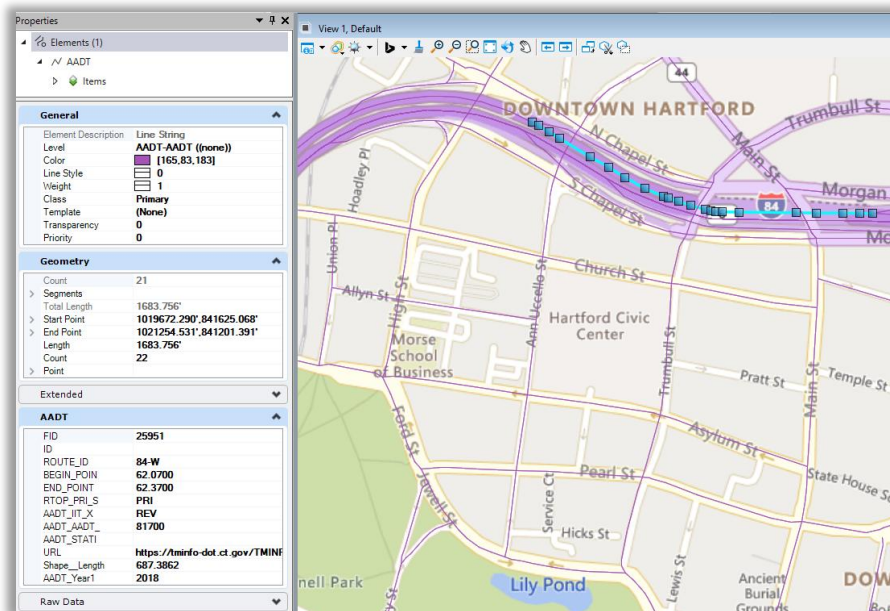 Properties
Elements (1)
AADT
Items
General
Element Description Line String
Level AADT-AADT ((none))
Color [165,83,183]
Line Style 0
Weight 1
Class Primary
Template (None)
Transparency 0
Priority 0
Geometry
Count 21
Segments
Total Length 1683.756'
Start Point 1019672.290',841625.068'
End Point 1021254.531',841201.391'
Length 1683.756'
Count 22
Point
Extended
AADT
FID 25951
ID
ROUTE_ID 84-W
BEGIN_POIN 62.0700
END_POINT 62.3700
RTOP_PRI_S PRI
AADT_IIT_X REV
AADT_AADT_ 81700
AADT_STATI
URL https://tminfo-dot.ct.gov/TMINF
Shape__Length 687.3862
AADT_Year1 2018
Raw Data
View 1, Default
44
DOWNTOWN HARTFORD
Trumbull St
N Chapel St
Main St
Hoadley Pl
S Chapel St
84
Morgan
Mo
Union Pl
Church St
Allyn St
High St
Ann Uccello St
Hartford Civic
Center
Morse
School
of Business
Trumbull St
Pratt St
Temple St
Main St
Ford St
Asylum St
Pearl St
State House Sq
Jewell St
Service Ct
Hicks St
Lewis St
nell Park
Lily Pond
Ancient
Burial
Grounds
DOW